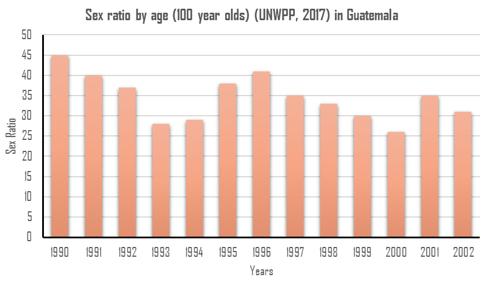 Sex ratio by age (100 year olds) (UNWPP, 2017) in Guatemala
50
45
40
35
30
25
20
15
10
5
0
Sex Ratio
1990 1991 1992 1993 1994 1995 1996 1997 1998 1999 2000 2001 2002
Years